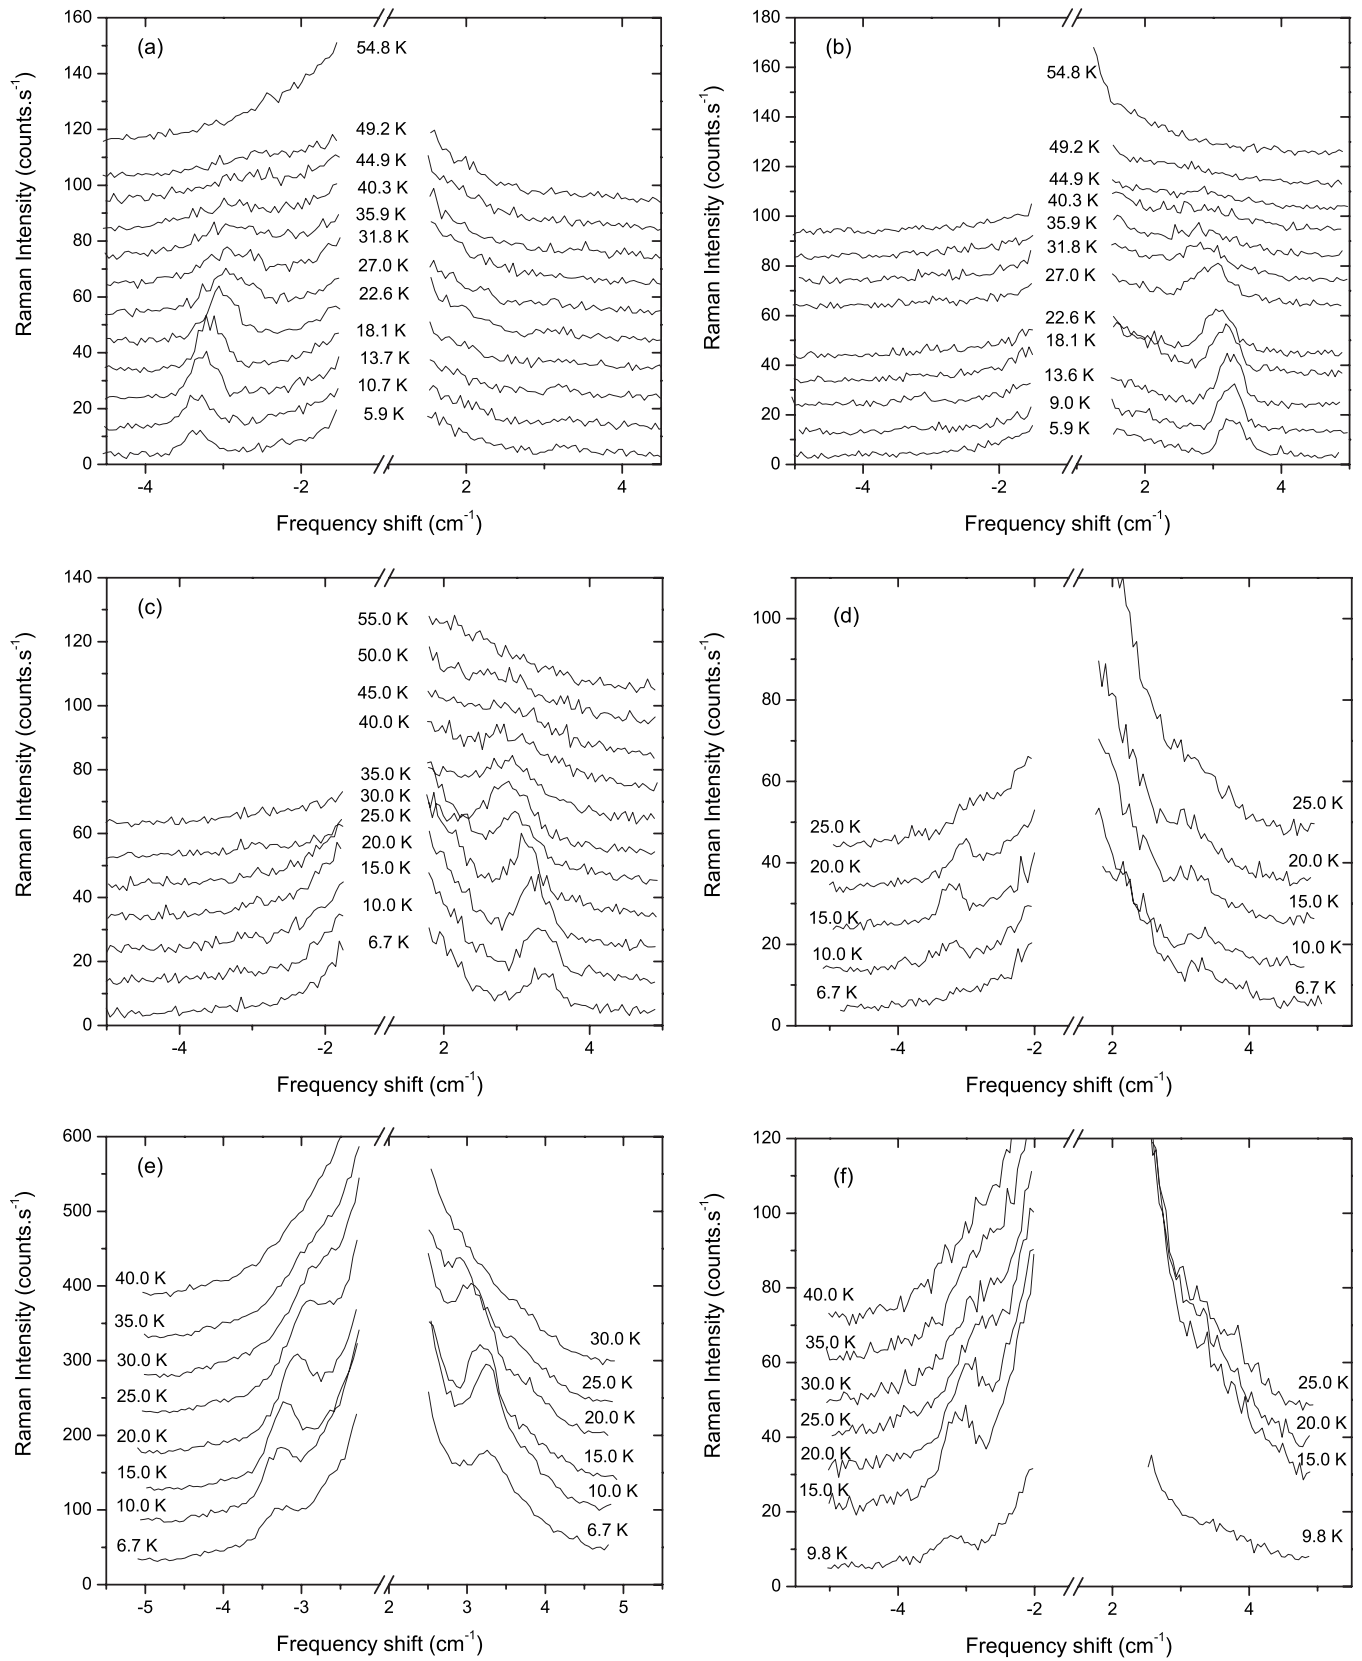 (a)
160
140
120
100
80
60
40
20
0
54.8 K
49.2 K
44.9 K
40.3 K
35.9 K
31.8 K
27.0 K
22.6 K
18.1 K
13.7 K
10.7 K
5.9 K
-4 -2 2 4
Raman Intensity (counts.s-1)
Frequency shift (cm-1)
(b)
180
160
140
120
100
80
60
40
20
0
54.8 K
49.2 K
44.9 K
40.3 K
35.9 K
31.8 K
27.0 K
22.6 K
18.1 K
13.6 K
9.0 K
5.9 K
-4 -2 2 4
Raman Intensity (counts.s-1)
Frequency shift (cm-1)
(c)
140
120
100
80
60
40
20
0
55.0 K
50.0 K
45.0 K
40.0 K
35.0 K
30.0 K
25.0 K
20.0 K
15.0 K
10.0 K
6.7 K
-4 -2 2 4
Raman Intensity (counts.s-1)
Frequency shift (cm-1)
(d)
100
80
60
40
20
0
25.0 K
20.0 K
15.0 K
10.0 K
6.7 K
25.0 K
20.0 K
15.0 K
10.0 K
6.7 K
-4 -2 2 4
Raman Intensity (counts.s-1)
Frequency shift (cm-1)
(e)
600
500
400
300
200
100
0
40.0 K
35.0 K
30.0 K
25.0 K
20.0 K
15.0 K
10.0 K
6.7 K
30.0 K
25.0 K
20.0 K
15.0 K
10.0 K
6.7 K
-5 -4 -3 2 3 4 5
Raman Intensity (counts.s-1)
Frequency shift (cm-1)
(f)
120
100
80
60
40
20
0
40.0 K
35.0 K
30.0 K
25.0 K
20.0 K
15.0 K
9.8 K
25.0 K
20.0 K
15.0 K
9.8 K
-4 -2 2 4
Raman Intensity (counts.s-1)
Frequency shift (cm-1)